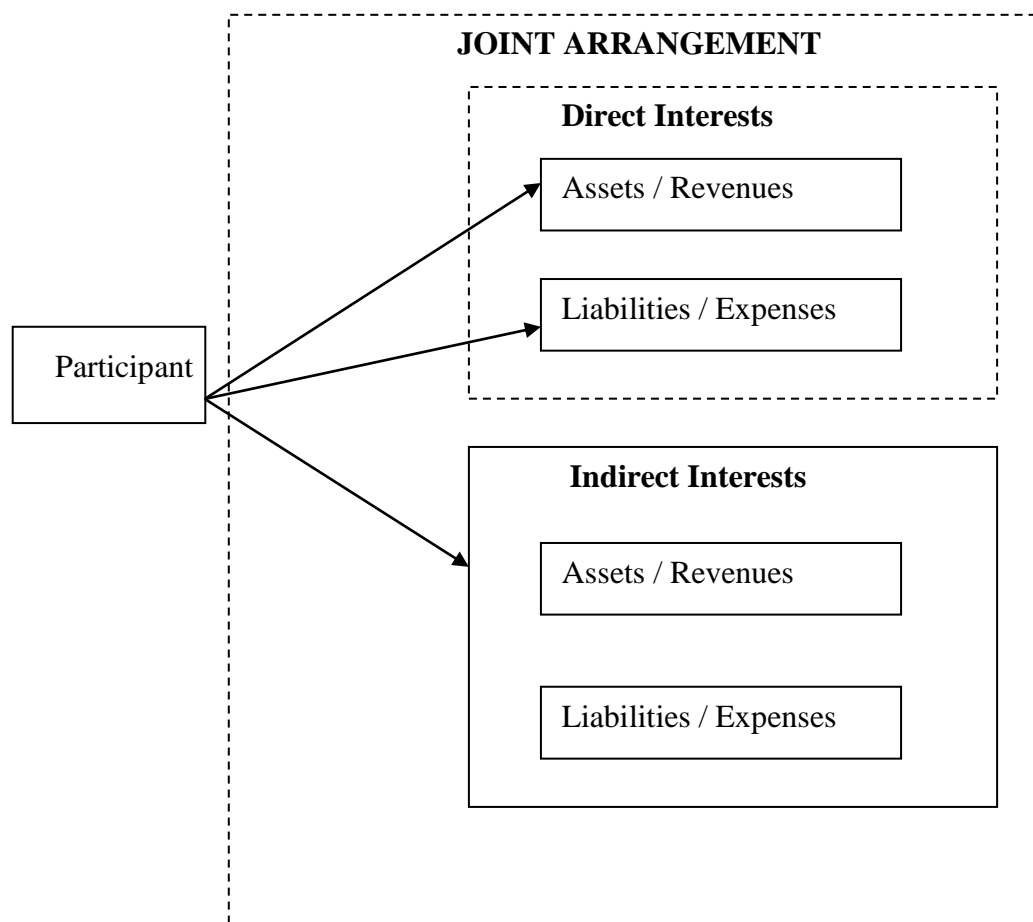 JOINT ARRANGEMENT
Direct Interests
Assets / Revenues
Liabilities / Expenses
Participant
Indirect Interests
Assets / Revenues
Liabilities / Expenses